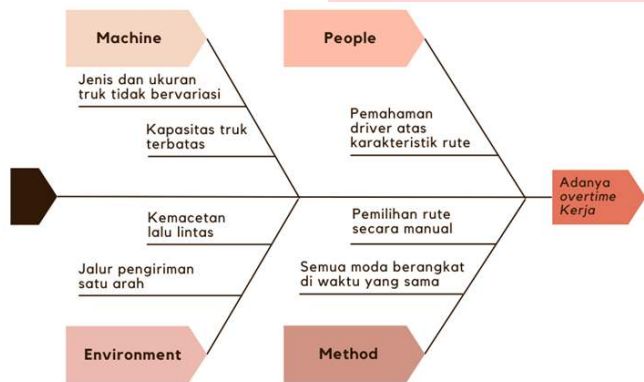 Machine
People
Jenis dan ukuran
truk tidak bervariasi
Kapasitas truk
terbatas
Pemahaman
driver atas
karakteristik rute
Adanya
overtime
Kerja
Kemacetan
lalu lintas
Jalur pengiriman
satu arah
Pemilihan rute
secara manual
Semua moda berangkat
di waktu yang sama
Environment
Method